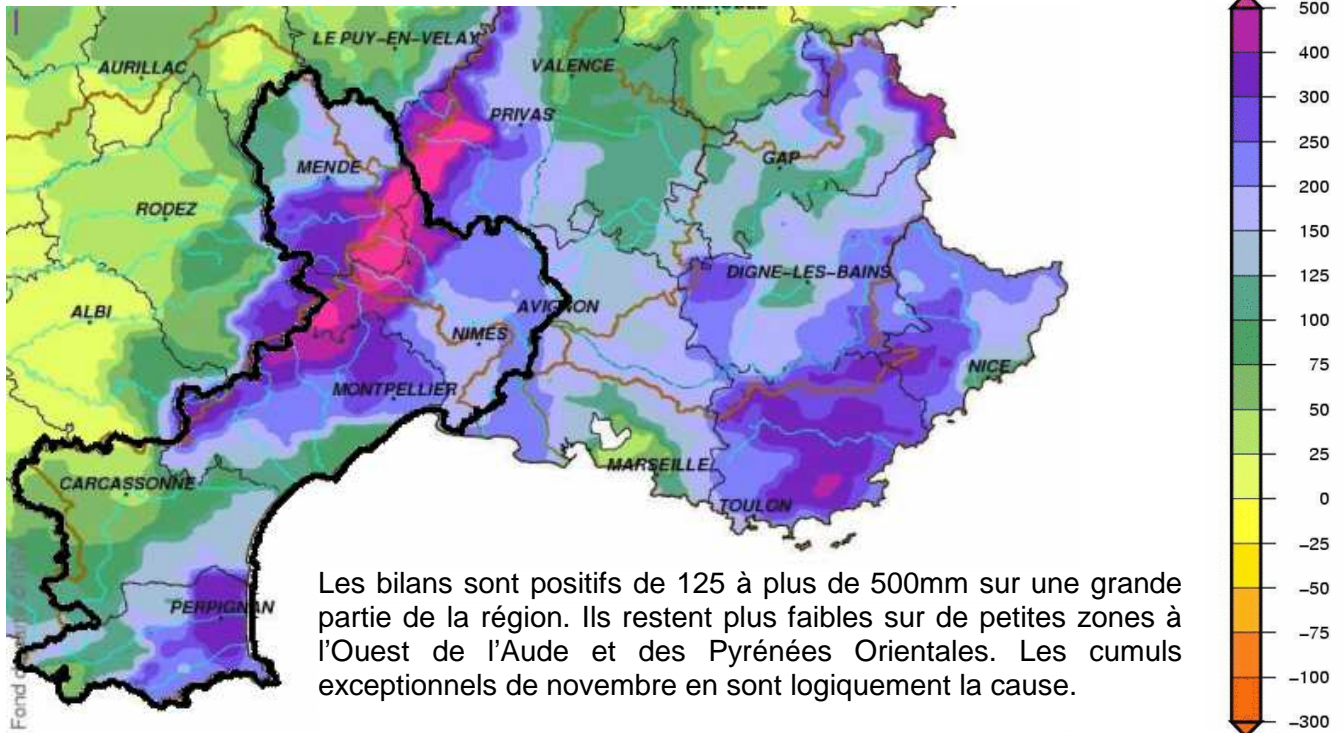 LE PUY-EN-VELAY
AURILLAC
VALENCE
PRIVAS
MENDE
GAP
RODEZ
DIGNE-LES-BAINS
ALBI
AVIGNON
NIMES
NICE
MONTPELLIER
MARSEILLE
CARCASSONNE
TOULON
PERPIGNAN
500
400
300
250
200
150
125
100
75
50
25
0
-25
-50
-75
-100
-300
Les bilans sont positifs de 125 à plus de 500mm sur une grande
partie de la région. Ils restent plus faibles sur de petites zones à
l'Ouest de l'Aude et des Pyrénées Orientales. Les cumuls
exceptionnels de novembre en sont logiquement la cause.
Fond